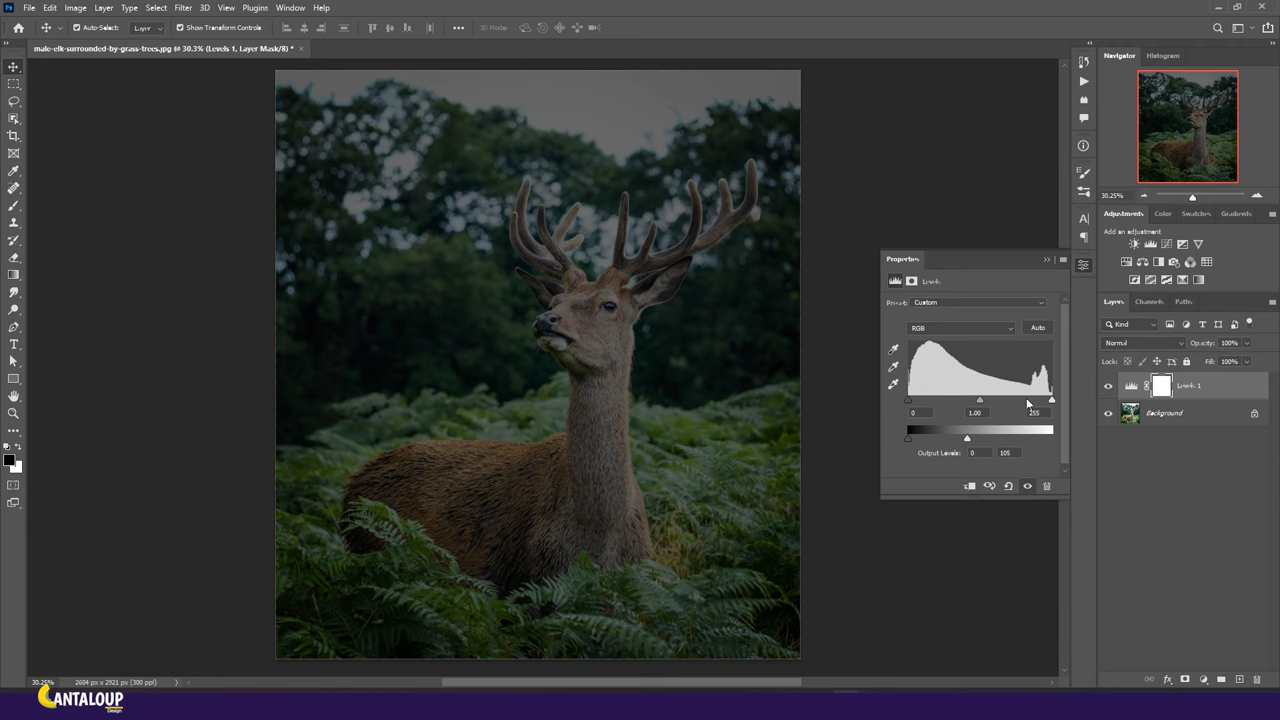 File Edit Image Layer Type Select Filter 3D View Plugins Window Help
Auto-Select: Layer Show Transform Controls 3D Mode:
male-elk-surrounded-by-grass-trees.jpg @ 30.3% (Levels 1, Layer Mask/8) *
Navigator Histogram
30.25%
Adjustments Color Swatches Gradients
Add an adjustment
Properties
Levels
Preset: Custom
RGB Auto
0 1.00 255
Output Levels: 0 105
Layers Channels Paths
Kind
Normal Opacity: 100%
Lock: Fill: 100%
Levels 1
Background
30.25% 2604 px x 2921 px (300 ppi)
CANTALOUP
Design